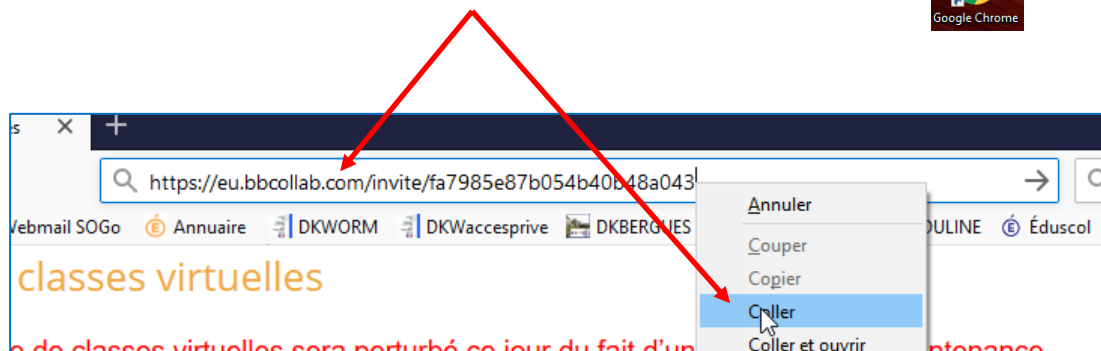 Google Chrome
https://eu.bbcollab.com/invite/fa7985e87b054b40b48a043
Annuler
Webmail SOGo Annuaire DKWORM DKWaccesprive DKBERGUES OULINE Éduscol
Couper
classes virtuelles
Copier
Coller
de classes virtuelles sera perturbé ce jour du fait d'un ntenance
Coller et ouvrir